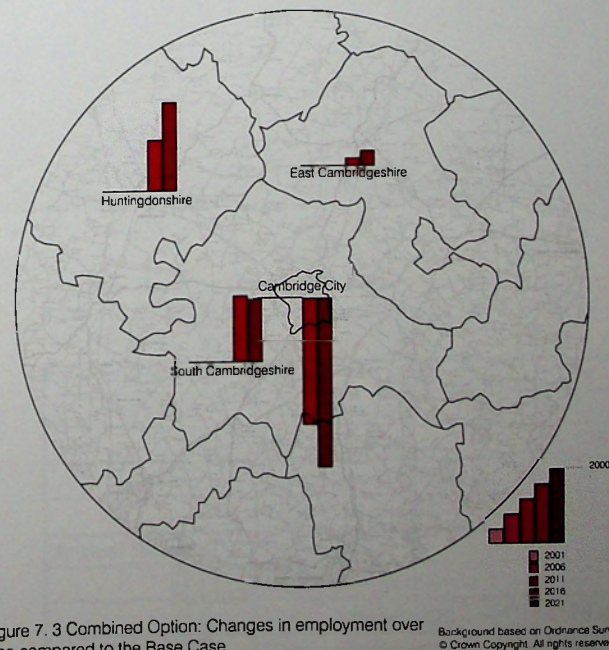 Huntingdonshire
East Cambridgeshire
Cambridge City
South Cambridgeshire
2000
2001
2006
2011
2016
2021
gure 7. 3 Combined Option: Changes in employment over
compared to the Base Case
Background based on Ordnance Sur
© Crown Copyright All rights reserve